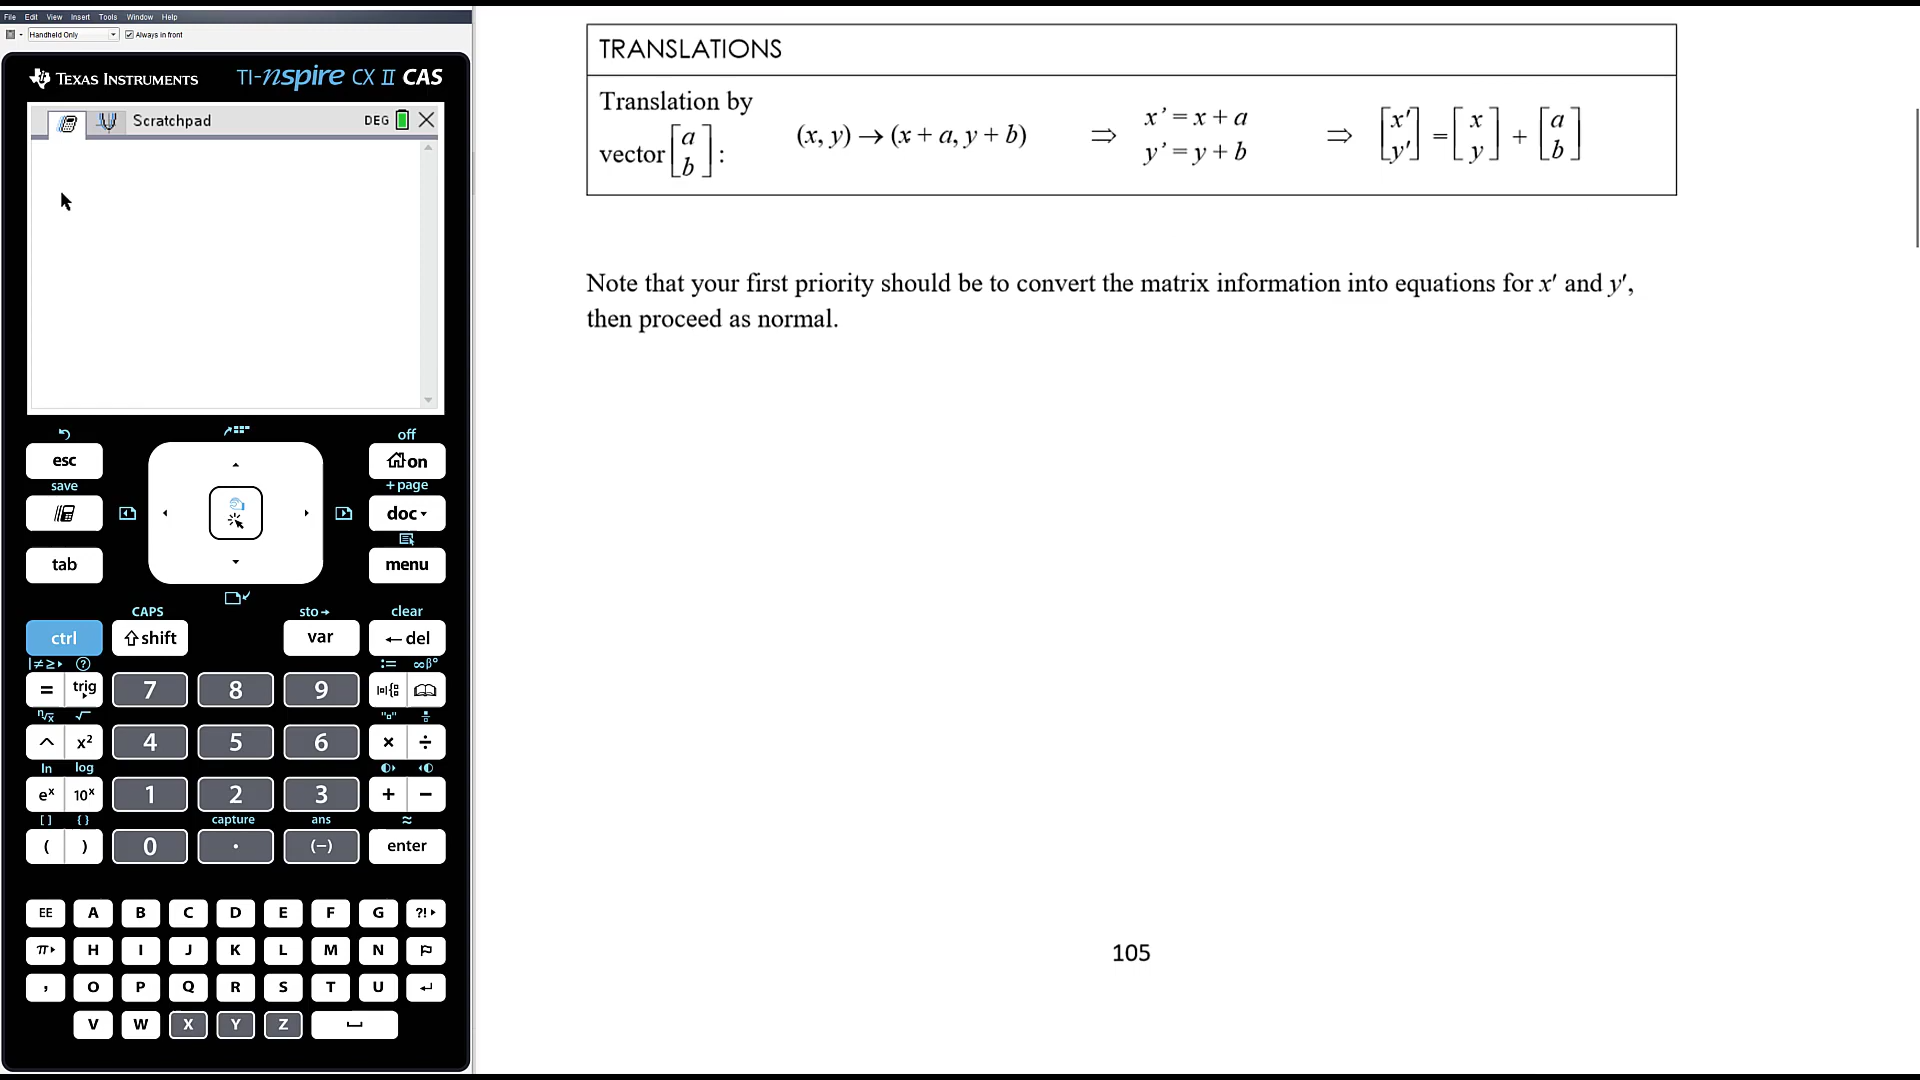 File Edit View Insert Tools Window Help
Handheld Only Always in front
TEXAS INSTRUMENTS TI-nspire CX II CAS
Scratchpad DEG
off
esc on
save + page
doc
tab menu
CAPS sto→ clear
ctrl ⇧shift var ←del
|≠≥▸ ? := ∞β°
= trig 7 8 9 |▫|{▫
ⁿ√x √ "▫"
^ x² 4 5 6 × ÷
ln log
eˣ 10ˣ 1 2 3 + −
[ ] { } capture ans ≈
( ) 0 . (−) enter
EE A B C D E F G ?!▸
π▸ H I J K L M N
, O P Q R S T U ↵
V W X Y Z
TRANSLATIONS
Translation by
vector [a b] : (x, y) → (x + a, y + b) ⇒ x’ = x + a
y’ = y + b ⇒ [x′ y′] = [x y] + [a b]
Note that your first priority should be to convert the matrix information into equations for x′ and y′,
then proceed as normal.
105